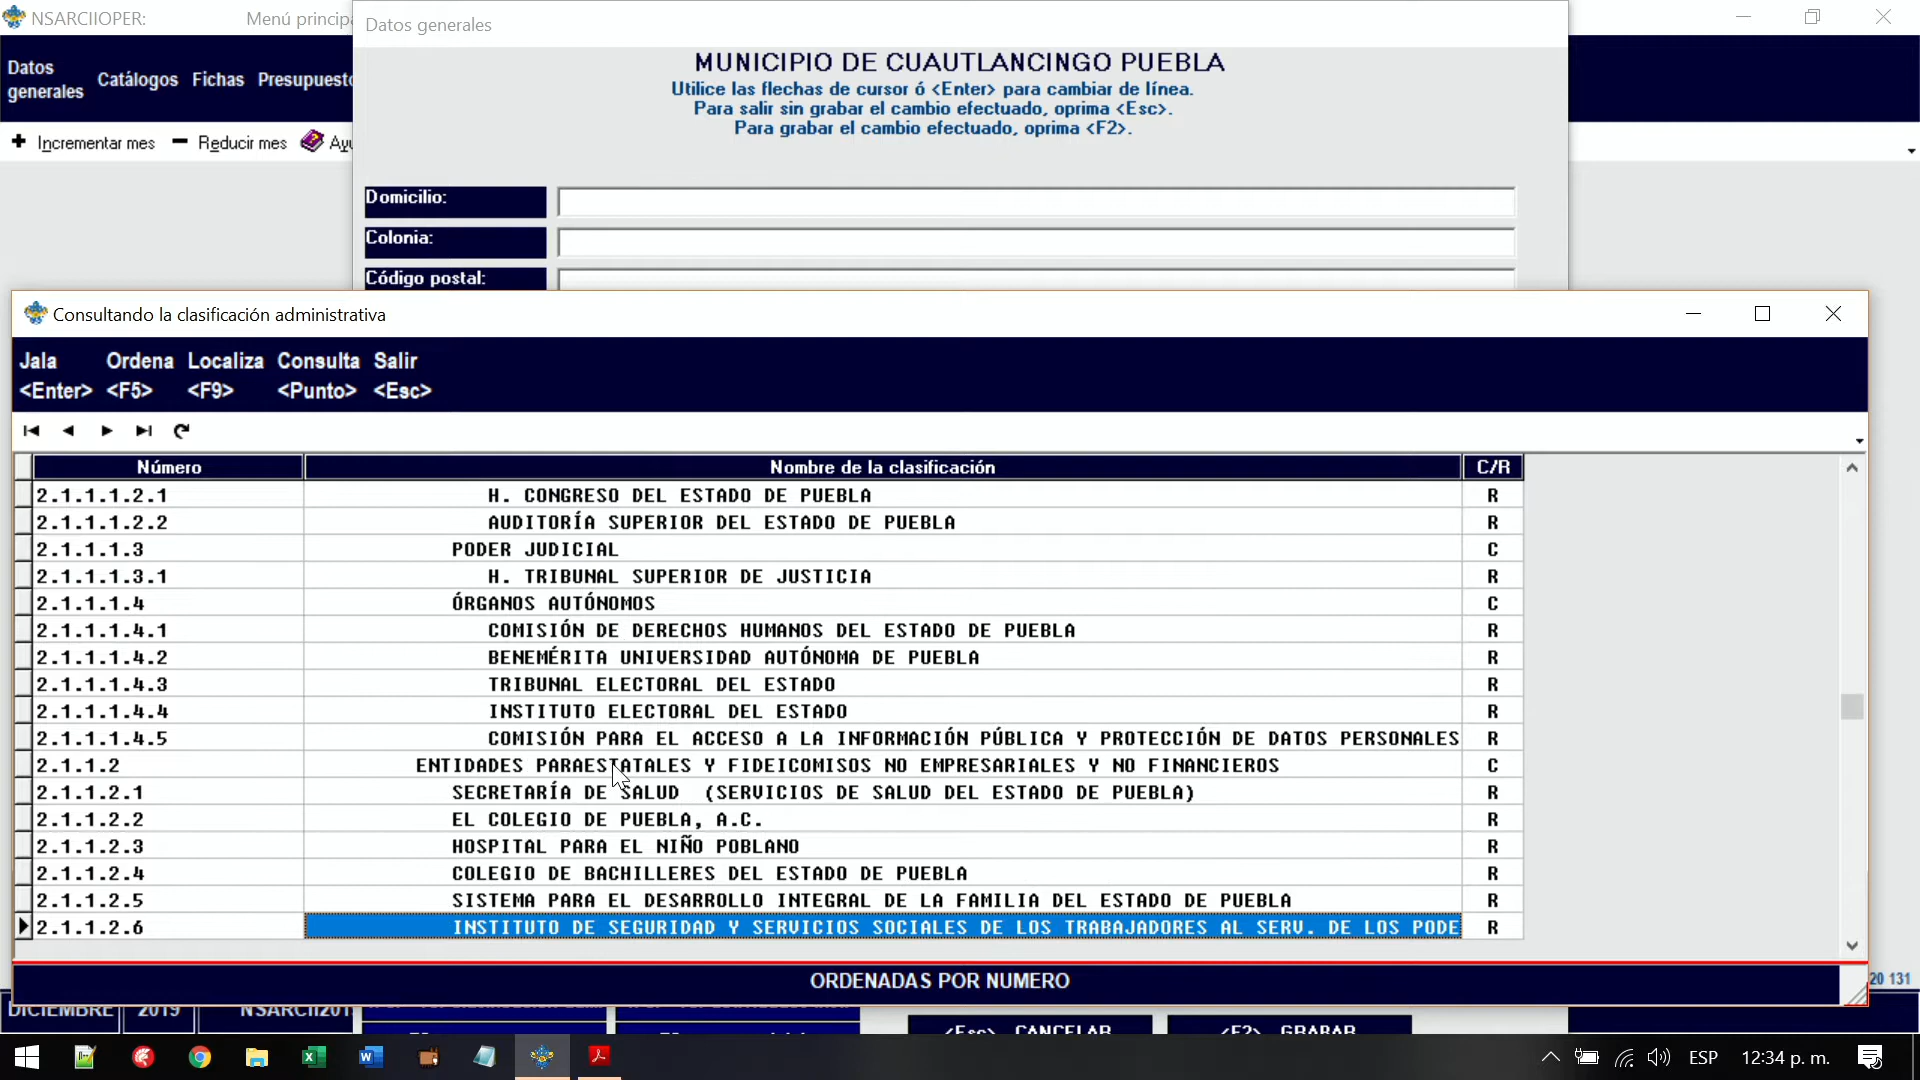 NSARCIIOPER: Menú principa
Datos generales
Datos generales Catálogos Fichas Presupuesto
Incrementar mes Reducir mes Ayu
MUNICIPIO DE CUAUTLANCINGO PUEBLA
Utilice las flechas de cursor ó <Enter> para cambiar de línea.
Para salir sin grabar el cambio efectuado, oprima <Esc>.
Para grabar el cambio efectuado, oprima <F2>.
Domicilio:
Colonia:
Código postal:
Consultando la clasificación administrativa
Jala Ordena Localiza Consulta Salir
<Enter> <F5> <F9> <Punto> <Esc>
Número Nombre de la clasificación C/R
2.1.1.1.2.1 H. CONGRESO DEL ESTADO DE PUEBLA R
2.1.1.1.2.2 AUDITORÍA SUPERIOR DEL ESTADO DE PUEBLA R
2.1.1.1.3 PODER JUDICIAL C
2.1.1.1.3.1 H. TRIBUNAL SUPERIOR DE JUSTICIA R
2.1.1.1.4 ÓRGANOS AUTÓNOMOS C
2.1.1.1.4.1 COMISIÓN DE DERECHOS HUMANOS DEL ESTADO DE PUEBLA R
2.1.1.1.4.2 BENEMÉRITA UNIVERSIDAD AUTÓNOMA DE PUEBLA R
2.1.1.1.4.3 TRIBUNAL ELECTORAL DEL ESTADO R
2.1.1.1.4.4 INSTITUTO ELECTORAL DEL ESTADO R
2.1.1.1.4.5 COMISIÓN PARA EL ACCESO A LA INFORMACIÓN PÚBLICA Y PROTECCIÓN DE DATOS PERSONALES R
2.1.1.2 ENTIDADES PARAESTATALES Y FIDEICOMISOS NO EMPRESARIALES Y NO FINANCIEROS C
2.1.1.2.1 SECRETARÍA DE SALUD (SERVICIOS DE SALUD DEL ESTADO DE PUEBLA) R
2.1.1.2.2 EL COLEGIO DE PUEBLA, A.C. R
2.1.1.2.3 HOSPITAL PARA EL NIÑO POBLANO R
2.1.1.2.4 COLEGIO DE BACHILLERES DEL ESTADO DE PUEBLA R
2.1.1.2.5 SISTEMA PARA EL DESARROLLO INTEGRAL DE LA FAMILIA DEL ESTADO DE PUEBLA R
2.1.1.2.6 INSTITUTO DE SEGURIDAD Y SERVICIOS SOCIALES DE LOS TRABAJADORES AL SERV. DE LOS PODE R
ORDENADAS POR NUMERO
20 131
DICIEMBRE 2019 NSARCII201
<Esc> CANCELAR <F2> GRABAR
ESP 12:34 p. m.